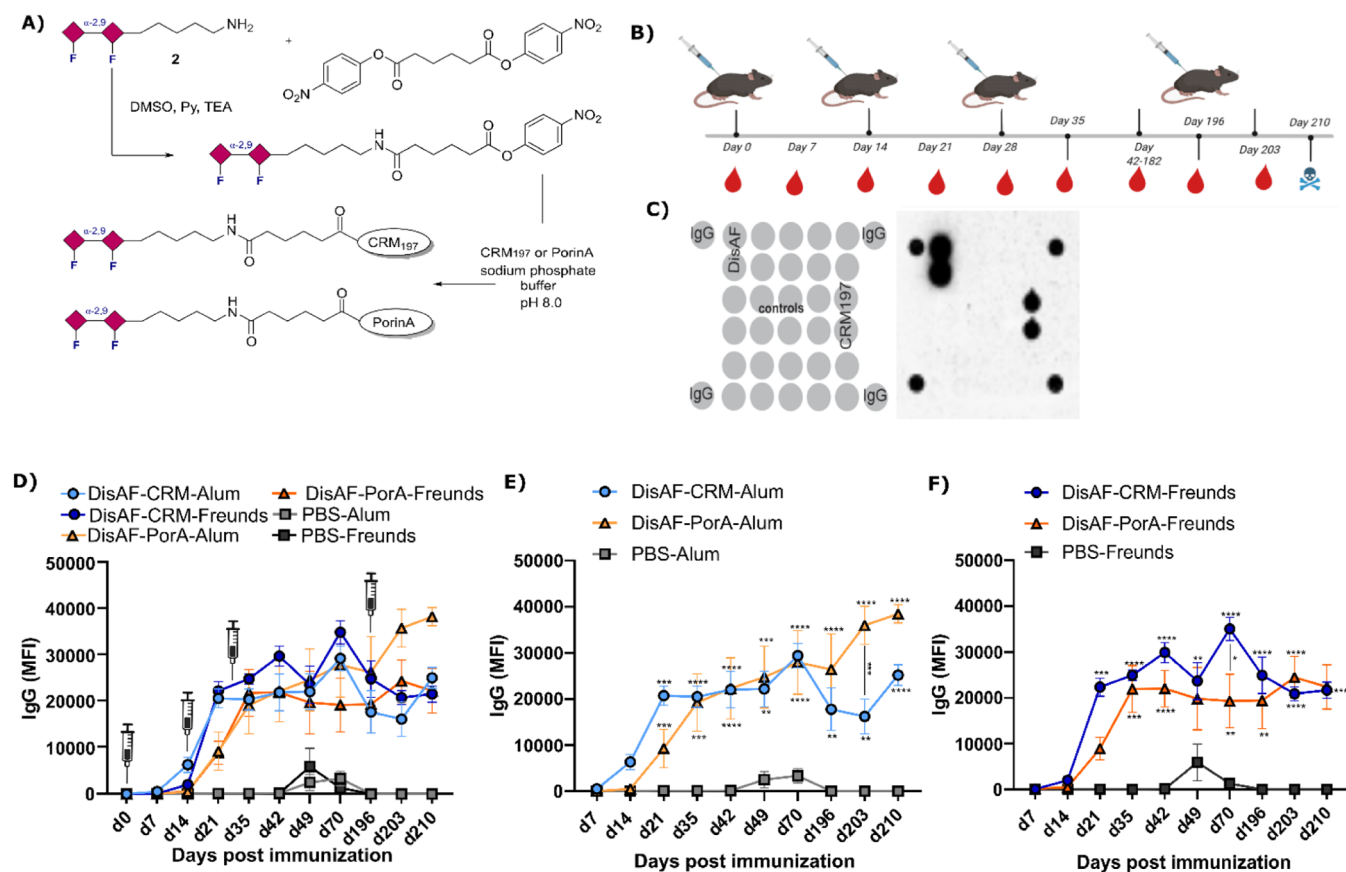 A)
α-2,9
NH2
F
F
2
+
NO2
O
O
O
O
NO2
DMSO, Py, TEA
α-2,9
F
F
H
N
O
O
O
NO2
α-2,9
F
F
H
N
O
O
CRM197
CRM197 or PorinA
sodium phosphate
buffer
pH 8.0
α-2,9
F
F
H
N
O
O
PorinA
B)
Day 35
Day 196
Day 210
Day 0
Day 7
Day 14
Day 21
Day 28
Day
42-182
Day 203
C)
IgG
DisAF
IgG
controls
CRM197
IgG
IgG
D)
DisAF-CRM-Alum
DisAF-PorA-Freunds
DisAF-CRM-Freunds
PBS-Alum
DisAF-PorA-Alum
PBS-Freunds
IgG (MFI)
50000
40000
30000
20000
10000
0
d0
d7
d14
d21
d35
d42
d49
d70
d196
d203
d210
Days post immunization
E)
DisAF-CRM-Alum
DisAF-PorA-Alum
PBS-Alum
IgG (MFI)
50000
40000
30000
20000
10000
0
***
***
****
***
****
****
***
**
****
****
****
**
****
***
**
****
****
d7
d14
d21
d35
d42
d49
d70
d196
d203
d210
Days post immunization
F)
DisAF-CRM-Freunds
DisAF-PorA-Freunds
PBS-Freunds
IgG (MFI)
50000
40000
30000
20000
10000
0
***
****
***
****
****
**
****
*
**
****
**
****
****
d7
d14
d21
d35
d42
d49
d70
d196
d203
d210
Days post immunization